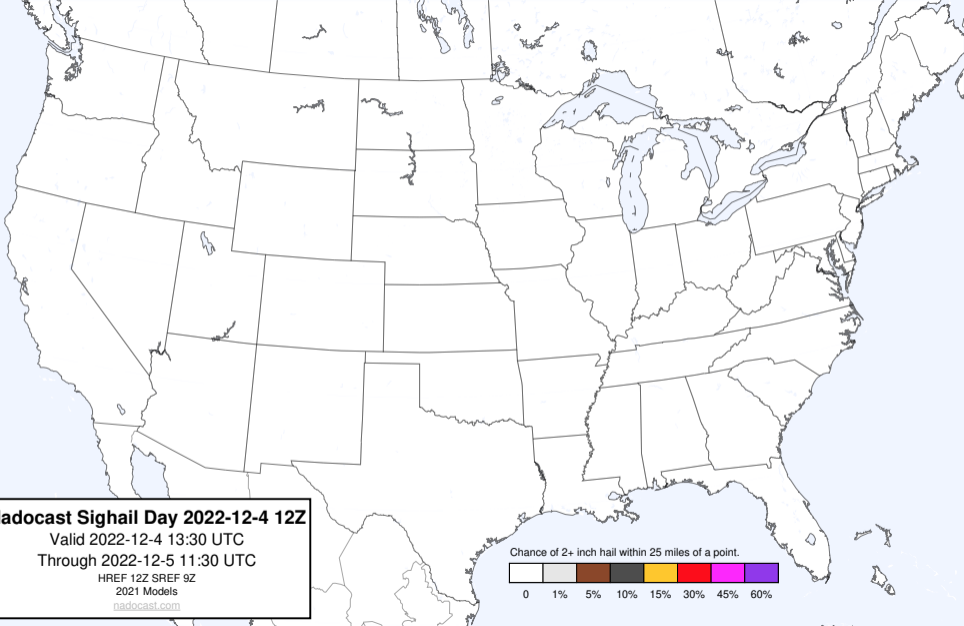 adocast Sighail Day 2022-12-4 12Z
Valid 2022-12-4 13:30 UTC
Through 2022-12-5 11:30 UTC
HREF 12Z SREF 9Z
2021 Models
nadocast.com
Chance of 2+ inch hail within 25 miles of a point.
0 1% 5% 10% 15% 30% 45% 60%